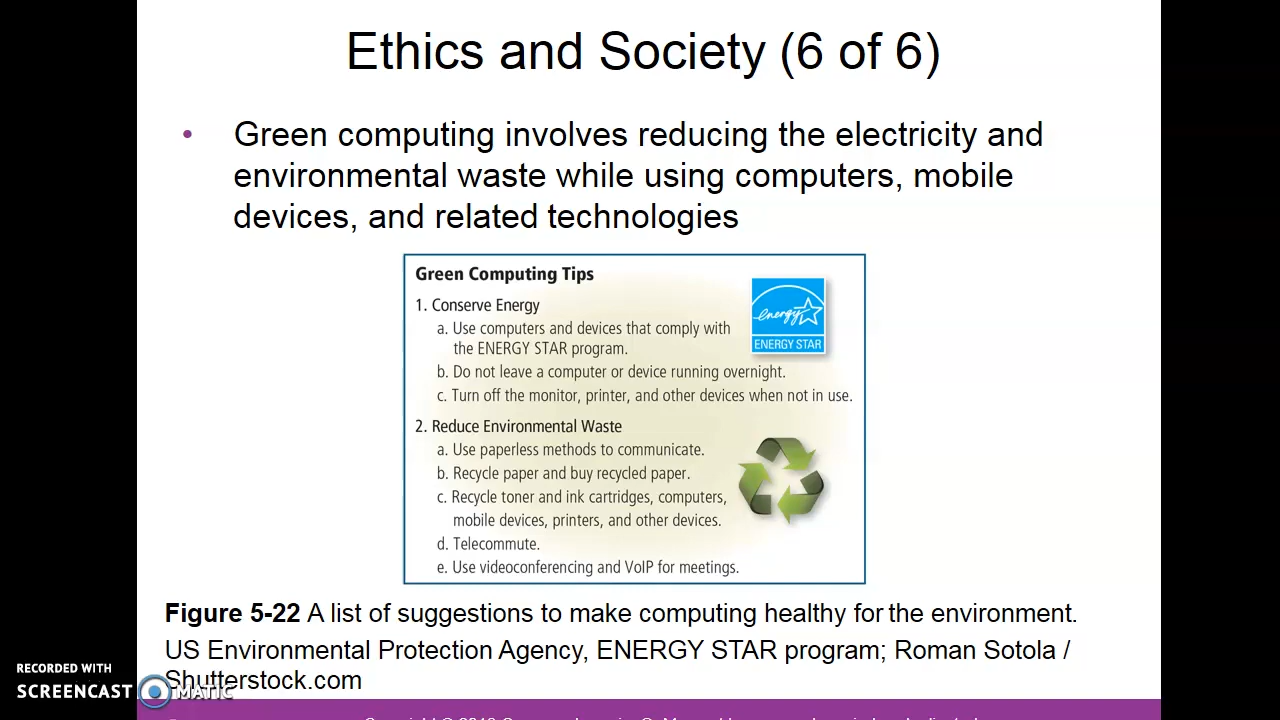 Ethics and Society (6 of 6)
• Green computing involves reducing the electricity and
environmental waste while using computers, mobile
devices, and related technologies
Green Computing Tips
1. Conserve Energy
a. Use computers and devices that comply with
the ENERGY STAR program.
b. Do not leave a computer or device running overnight.
c. Turn off the monitor, printer, and other devices when not in use.
energy
ENERGY STAR
2. Reduce Environmental Waste
a. Use paperless methods to communicate.
b. Recycle paper and buy recycled paper.
c. Recycle toner and ink cartridges, computers,
mobile devices, printers, and other devices.
d. Telecommute.
e. Use videoconferencing and VoIP for meetings.
Figure 5-22 A list of suggestions to make computing healthy for the environment.
US Environmental Protection Agency, ENERGY STAR program; Roman Sotola /
Shutterstock.com
RECORDED WITH
SCREENCAST MATIC